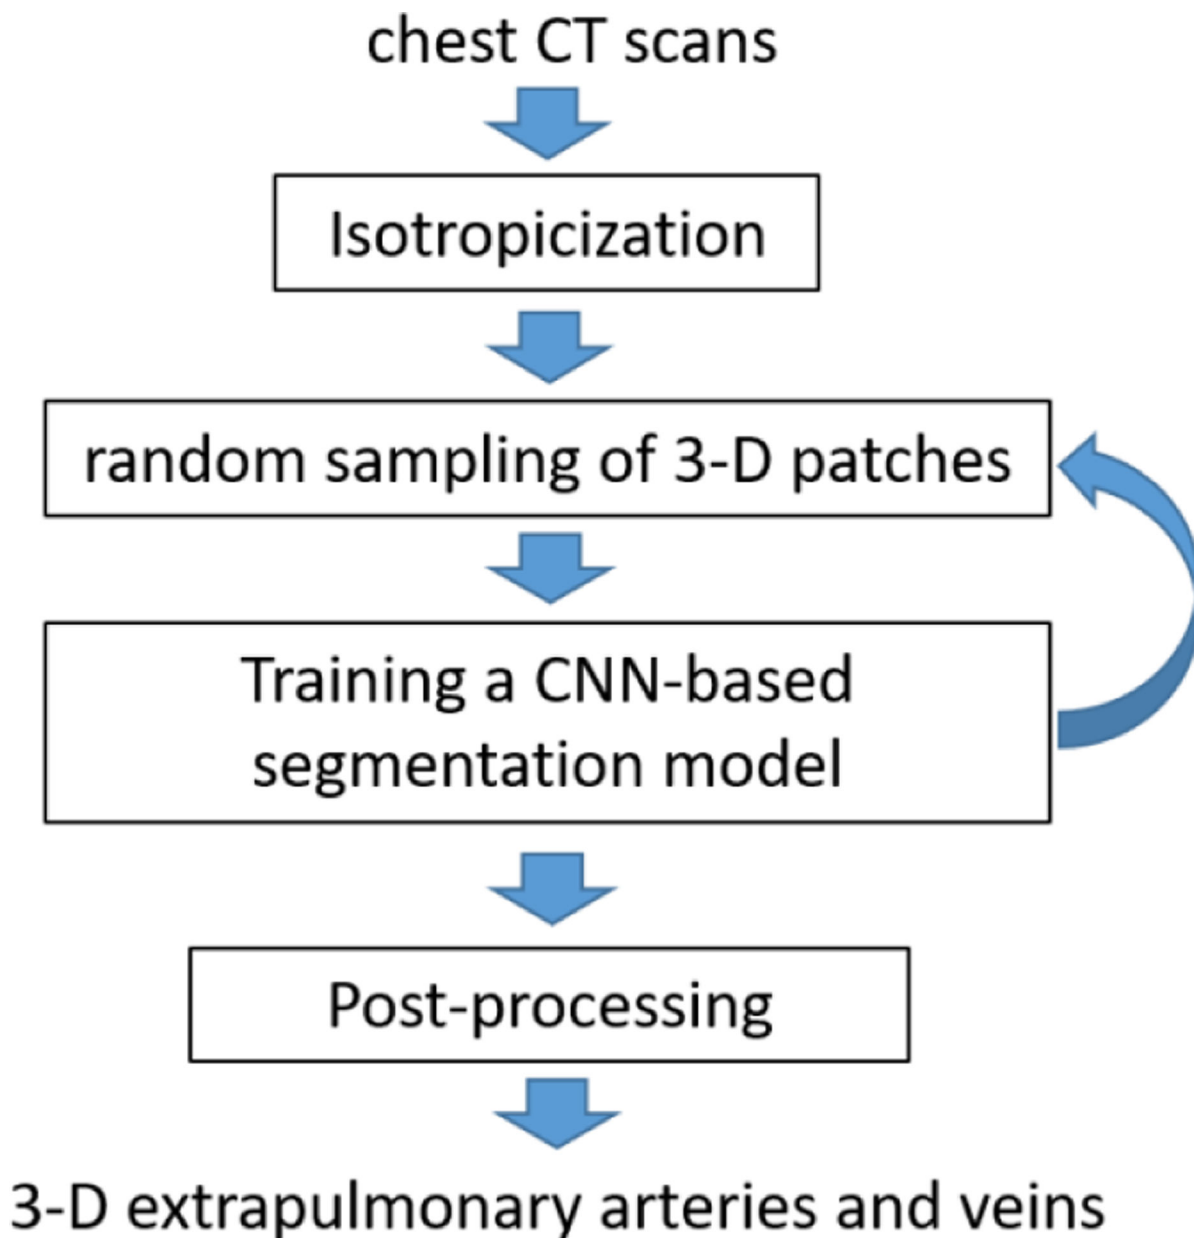 chest CT scans
Isotropicization
random sampling of 3-D patches
Training a CNN-based
segmentation model
Post-processing
3-D extrapulmonary arteries and veins